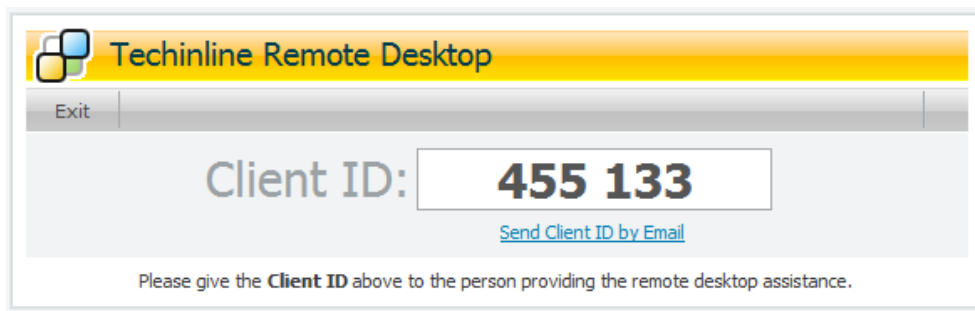 Techinline Remote Desktop
Exit
Client ID: 455 133
Send Client ID by Email
Please give the Client ID above to the person providing the remote desktop assistance.